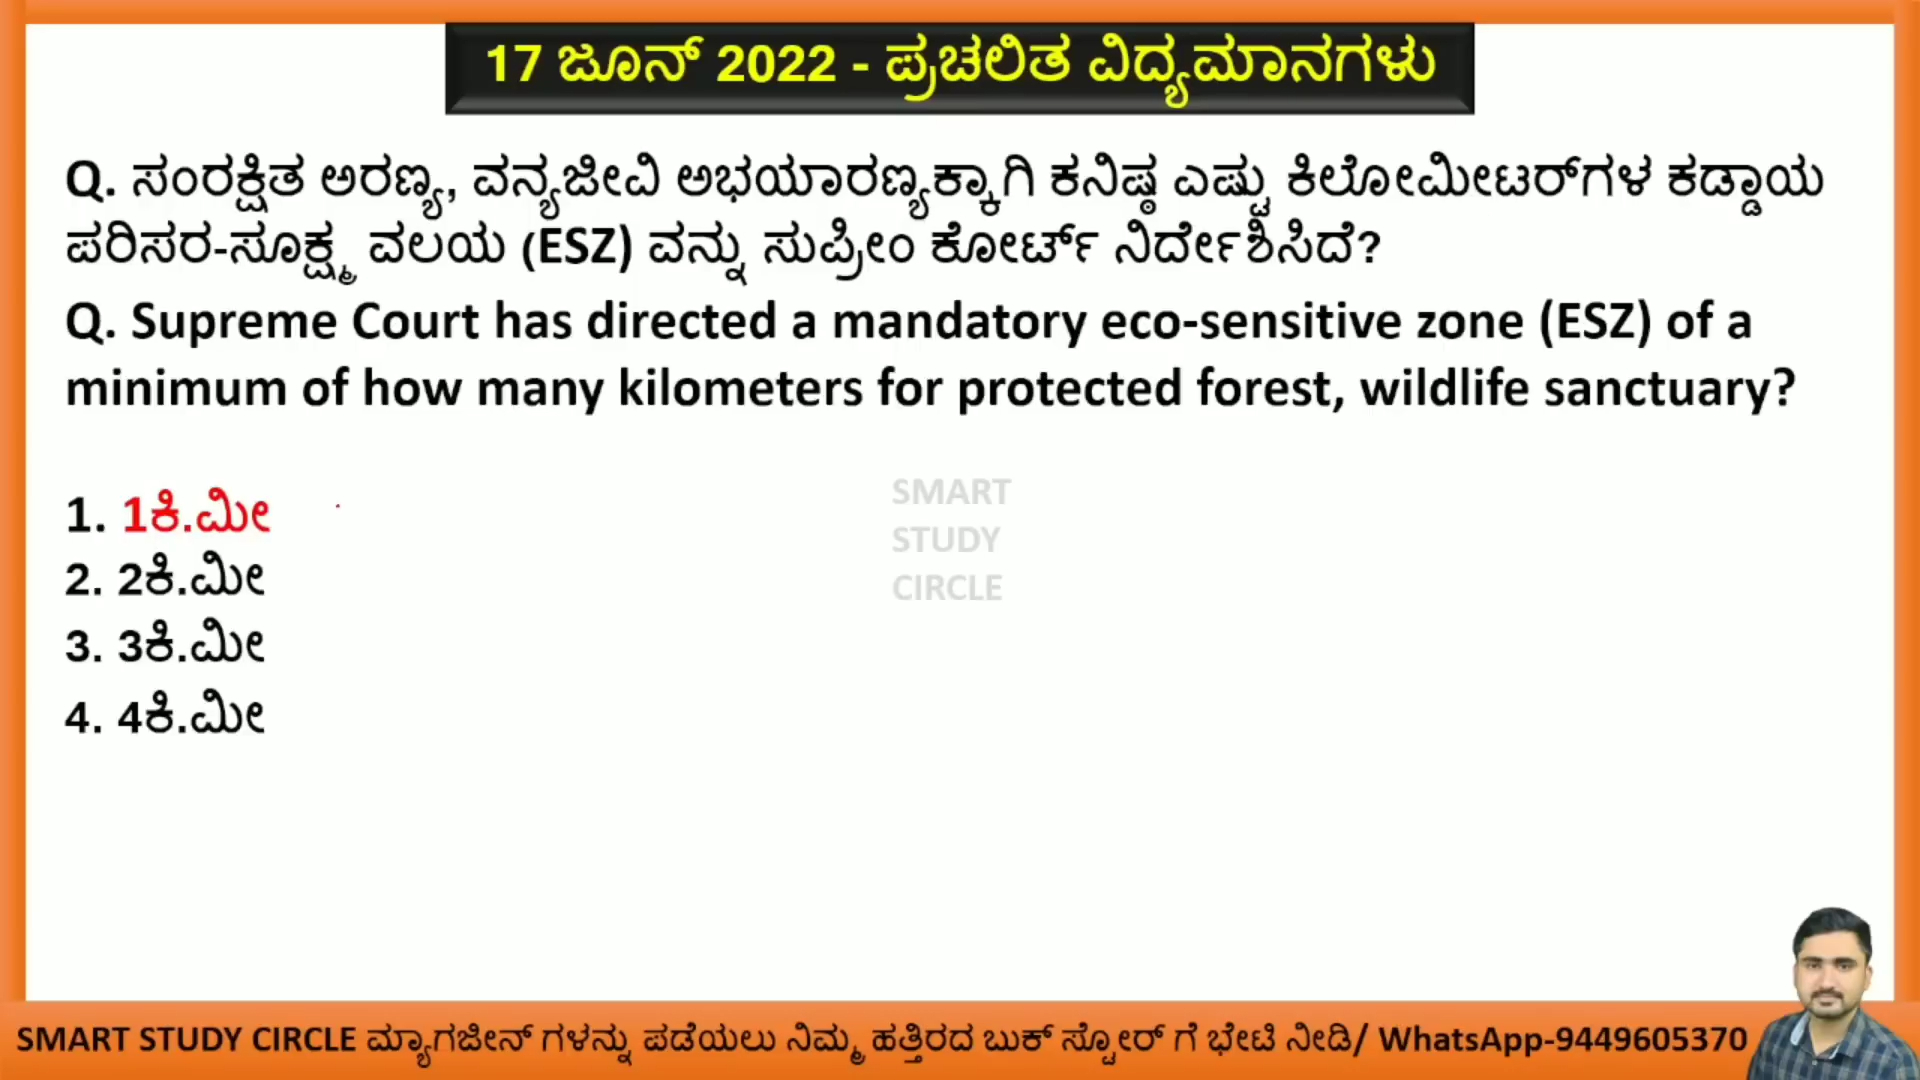 17 ಜೂನ್ 2022 - ಪ್ರಚಲಿತ ವಿದ್ಯಮಾನಗಳು
Q. ಸಂರಕ್ಷಿತ ಅರಣ್ಯ, ವನ್ಯಜೀವಿ ಅಭಯಾರಣ್ಯಕ್ಕಾಗಿ ಕನಿಷ್ಠ ಎಷ್ಟು ಕಿಲೋಮೀಟರ್‌ಗಳ ಕಡ್ಡಾಯ
ಪರಿಸರ-ಸೂಕ್ಷ್ಮ ವಲಯ (ESZ) ವನ್ನು ಸುಪ್ರೀಂ ಕೋರ್ಟ್ ನಿರ್ದೇಶಿಸಿದೆ?
Q. Supreme Court has directed a mandatory eco-sensitive zone (ESZ) of a
minimum of how many kilometers for protected forest, wildlife sanctuary?
1. 1ಕಿ.ಮೀ
2. 2ಕಿ.ಮೀ
3. 3ಕಿ.ಮೀ
4. 4ಕಿ.ಮೀ
SMART
STUDY
CIRCLE
SMART STUDY CIRCLE ಮ್ಯಾಗಜೀನ್ ಗಳನ್ನು ಪಡೆಯಲು ನಿಮ್ಮ ಹತ್ತಿರದ ಬುಕ್ ಸ್ಟೋರ್ ಗೆ ಭೇಟಿ ನೀಡಿ/ WhatsApp-9449605370